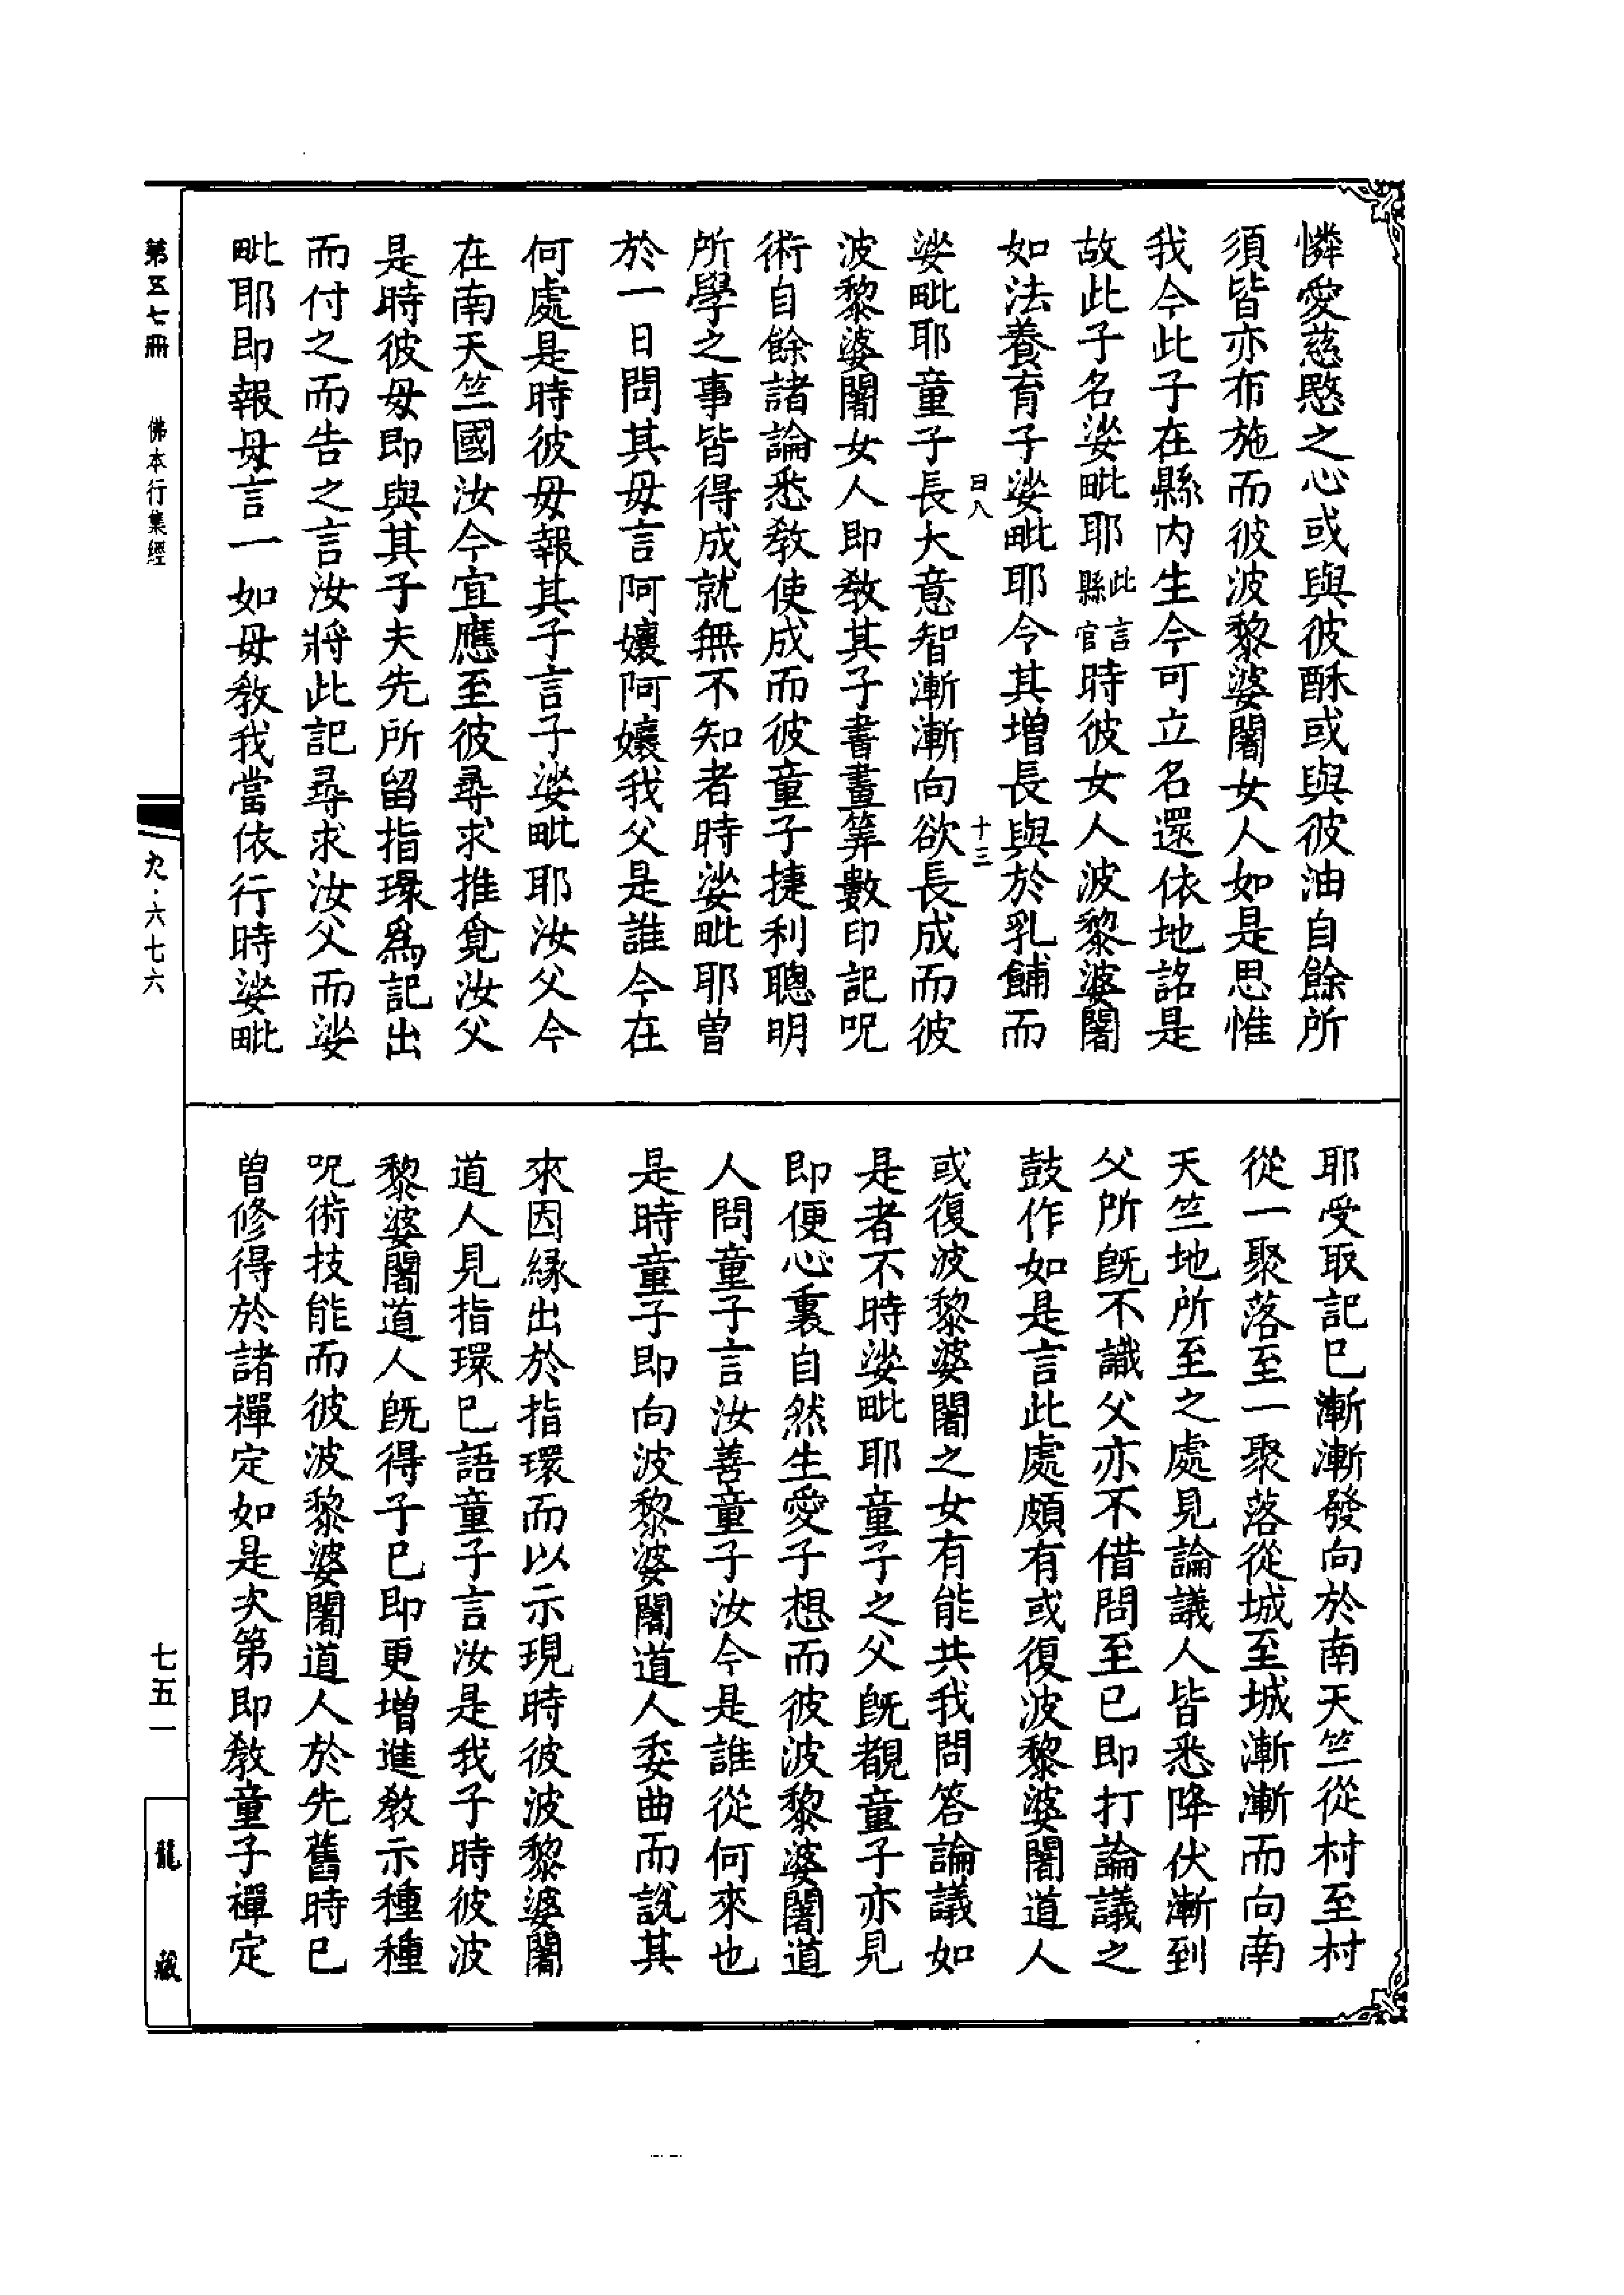 憐愛慈愍之心或與彼酥或與彼油自餘所
須皆亦布施而彼波黎婆闍女人如是思惟
我今此子在縣内生今可立名還依地詺是
故此子名娑毗耶此言縣官時彼女人波黎婆闍
如法養育子娑毗耶令其增長與於乳餔而
曰八 十三
娑毗耶童子長大意智漸漸向欲長成而彼
波黎婆闍女人即教其子書畫筭數印記呪
術自餘諸論悉教使成而彼童子捷利聰明
所學之事皆得成就無不知者時娑毗耶曾
於一日問其母言阿孃阿孃我父是誰今在
何處是時彼母報其子言子娑毗耶汝父今
在南天竺國汝今宜應至彼尋求推覓汝父
是時彼母即與其子夫先所留指環爲記出
而付之而告之言汝將此記尋求汝父而娑
毗耶即報母言一如母教我當依行時娑毗
耶受取記已漸漸發向於南天竺從村至村
從一聚落至一聚落從城至城漸漸而向南
天竺地所至之處見論議人皆悉降伏漸到
父所旣不識父亦不借問至已即打論議之
鼓作如是言此處頗有或復波黎婆闍道人
或復波黎婆闍之女有能共我問答論議如
是者不時娑毗耶童子之父旣覩童子亦見
即便心裏自然生愛子想而彼波黎婆闍道
人問童子言汝善童子汝今是誰從何來也
是時童子即向波黎婆闍道人委曲而說其
來因緣出於指環而以示現時彼波黎婆闍
道人見指環已語童子言汝是我子時彼波
黎婆闍道人旣得子已即更增進教示種種
呪術技能而彼波黎婆闍道人於先舊時已
曾修得於諸禪定如是次第即教童子禪定
第五七冊 佛本行集經
九·六七六
七五一
龍藏